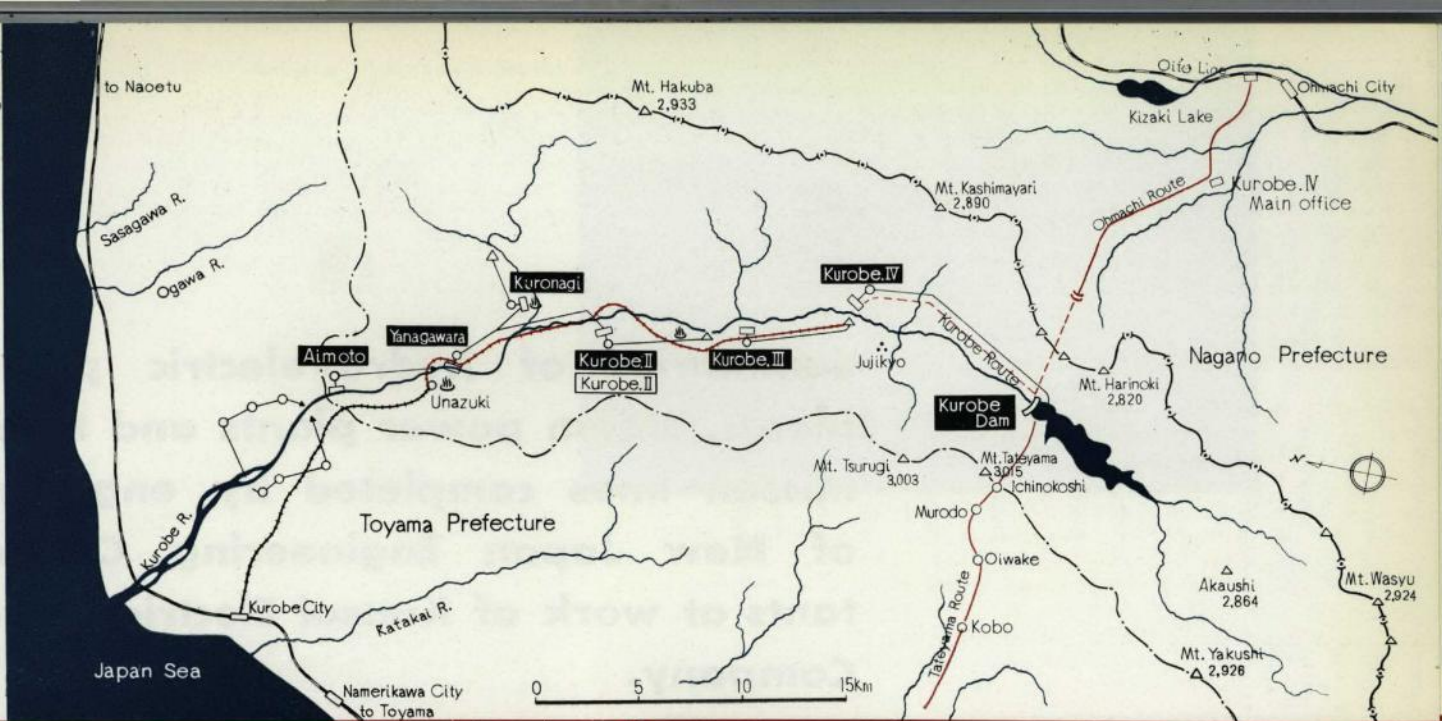 to Naoetu
Mt. Hakuba
2,933
Oito Line
Ohmachi City
Kizaki Lake
Sasagawa R.
Mt. Kashimayari
2,890
Ohmachi Route
Kurobe.IV
Main office
Ogawa R.
Kuronagi
Kurobe.IV
Yanagawara
Aimoto
Kurobe.II
Kurobe.II
Kurobe.III
Jujikyo
Kurobe Route
Nagano Prefecture
Unazuki
Mt. Harinoki
2,820
Kurobe
Dam
N
Mt. Tsurugi
3,003
Mt. Tateyama
3,015
Ichinokoshi
Murodo
Kurobe R.
Toyama Prefecture
Oiwake
Akaushi
2,864
Mt. Wasyu
2,924
Kurobe City
Katakai R.
Tateyama Route
Kobo
Mt. Yakushi
2,926
Japan Sea
Namerikawa City
to Toyama
0 5 10 15Km